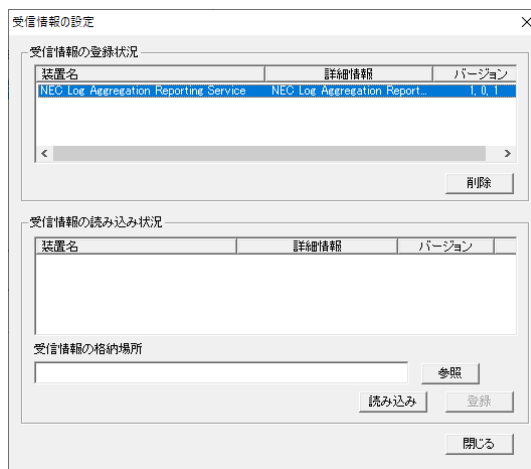 受信情報の設定
受信情報の登録状況
装置名 詳細情報 バージョン
NEC Log Aggregation Reporting Service NEC Log Aggregation Report... 1, 0, 1
削除
受信情報の読み込み状況
装置名 詳細情報 バージョン
受信情報の格納場所
参照
読み込み 登録
閉じる